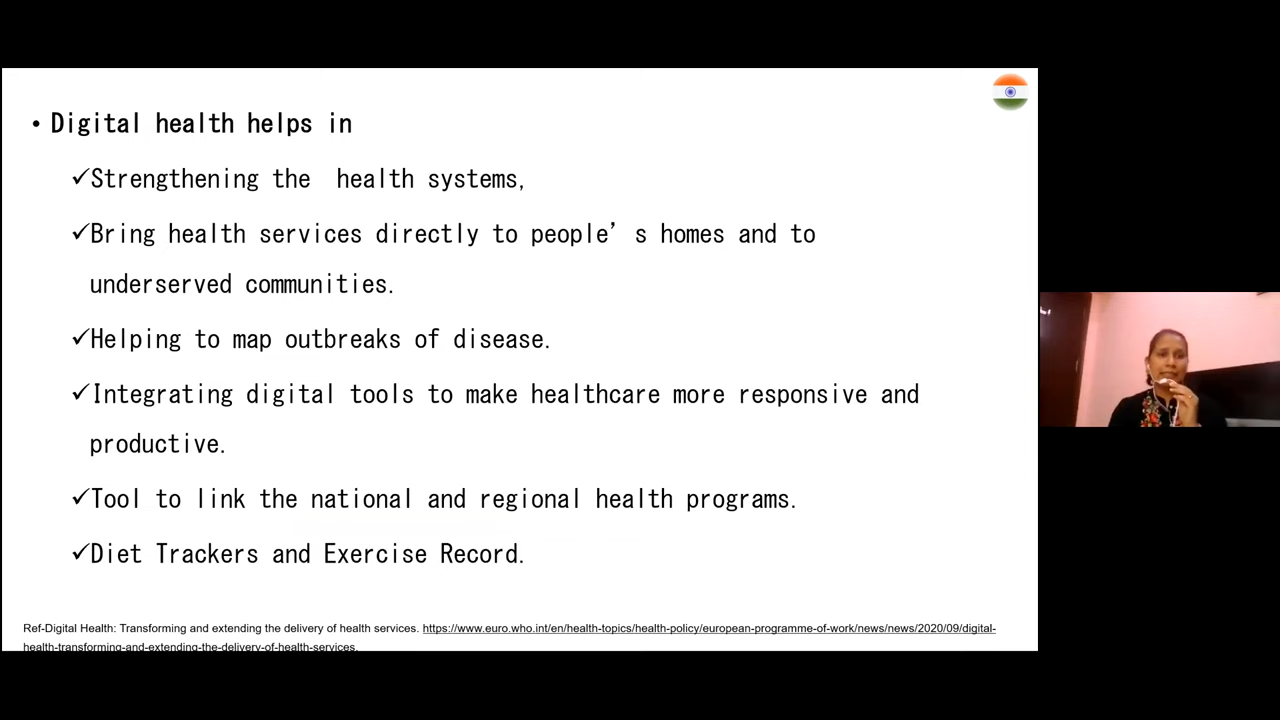 • Digital health helps in
✓Strengthening the  health systems,
✓Bring health services directly to people’s homes and to
underserved communities.
✓Helping to map outbreaks of disease.
✓Integrating digital tools to make healthcare more responsive and
productive.
✓Tool to link the national and regional health programs.
✓Diet Trackers and Exercise Record.
Ref-Digital Health: Transforming and extending the delivery of health services. https://www.euro.who.int/en/health-topics/health-policy/european-programme-of-work/news/news/2020/09/digital-
health-transforming-and-extending-the-delivery-of-health-services.